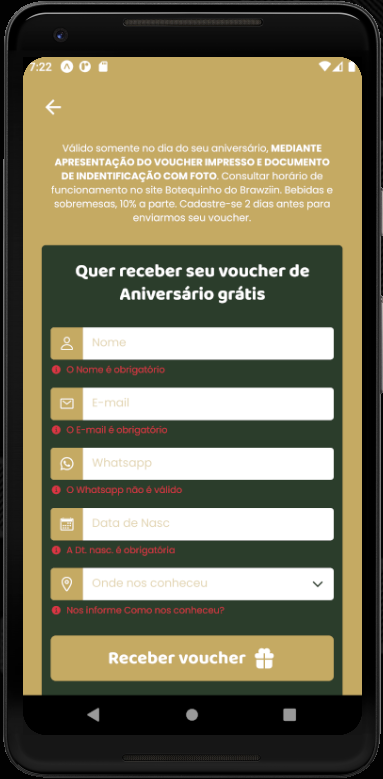 7:22
Válido somente no dia do seu aniversário, MEDIANTE
APRESENTAÇÃO DO VOUCHER IMPRESSO E DOCUMENTO
DE INDENTIFICAÇÃO COM FOTO. Consultar horário de
funcionamento no site Botequinho do Brawziin. Bebidas e
sobremesas, 10% a parte. Cadastre-se 2 dias antes para
enviarmos seu voucher.
Quer receber seu voucher de
Aniversário grátis
Nome
O Nome é obrigatório
E-mail
O E-mail é obrigatório
Whatsapp
O Whatsapp não é válido
Data de Nasc
A Dt. nasc. é obrigatório
Onde nos conheceu
Nos Informe Como nos conheceu?
Receber voucher